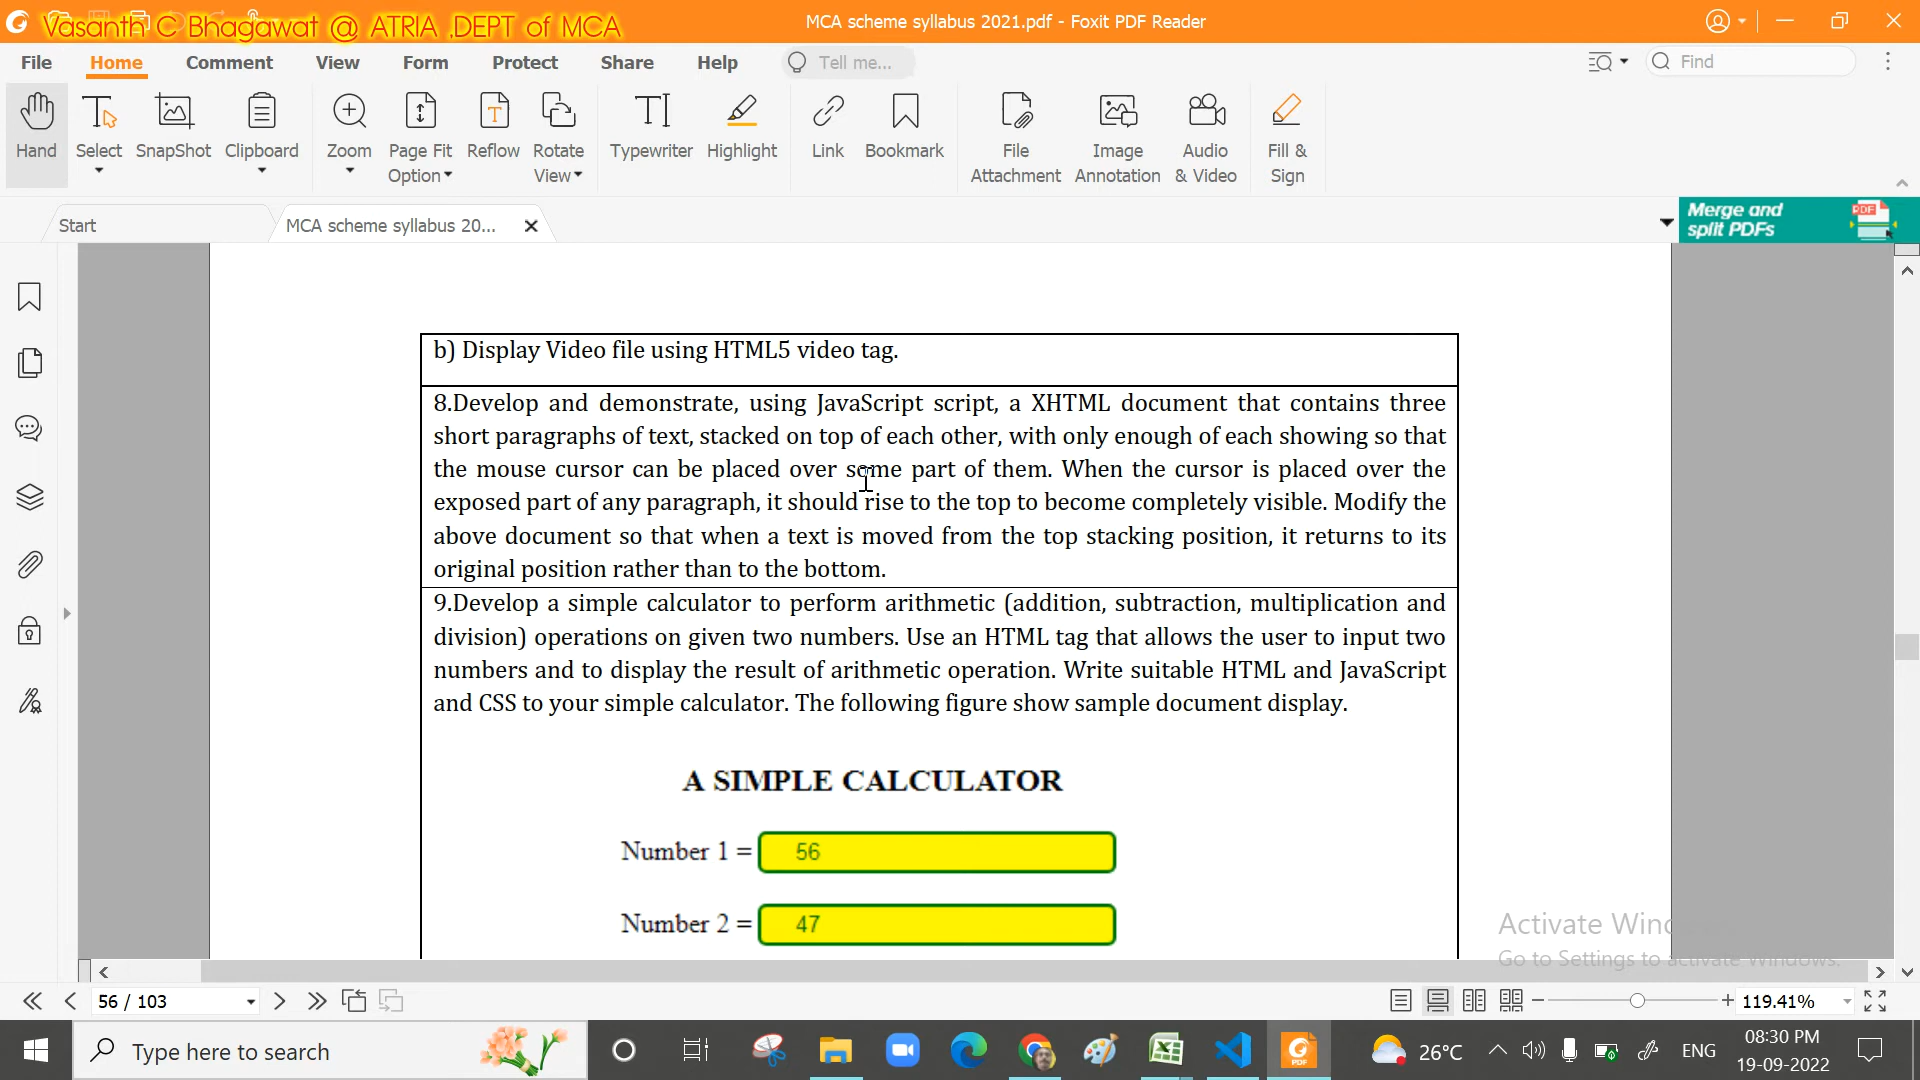 Vasanth C Bhagawat @ ATRIA ,DEPT of MCA
MCA scheme syllabus 2021.pdf - Foxit PDF Reader
File Home Comment View Form Protect Share Help Tell me... Find
Hand Select SnapShot Clipboard Zoom Page Fit Option Reflow Rotate View Typewriter Highlight Link Bookmark File Attachment Image Annotation Audio & Video Fill & Sign
Start MCA scheme syllabus 20... Merge and split PDFs PDF
b) Display Video file using HTML5 video tag.
8.Develop and demonstrate, using JavaScript script, a XHTML document that contains three
short paragraphs of text, stacked on top of each other, with only enough of each showing so that
the mouse cursor can be placed over some part of them. When the cursor is placed over the
exposed part of any paragraph, it should rise to the top to become completely visible. Modify the
above document so that when a text is moved from the top stacking position, it returns to its
original position rather than to the bottom.
9.Develop a simple calculator to perform arithmetic (addition, subtraction, multiplication and
division) operations on given two numbers. Use an HTML tag that allows the user to input two
numbers and to display the result of arithmetic operation. Write suitable HTML and JavaScript
and CSS to your simple calculator. The following figure show sample document display.
A SIMPLE CALCULATOR
Number 1 = 56
Number 2 = 47
Activate Windo
Go to Settings to activate Windows.
56 / 103 119.41%
Type here to search 26°C ENG 08:30 PM
19-09-2022